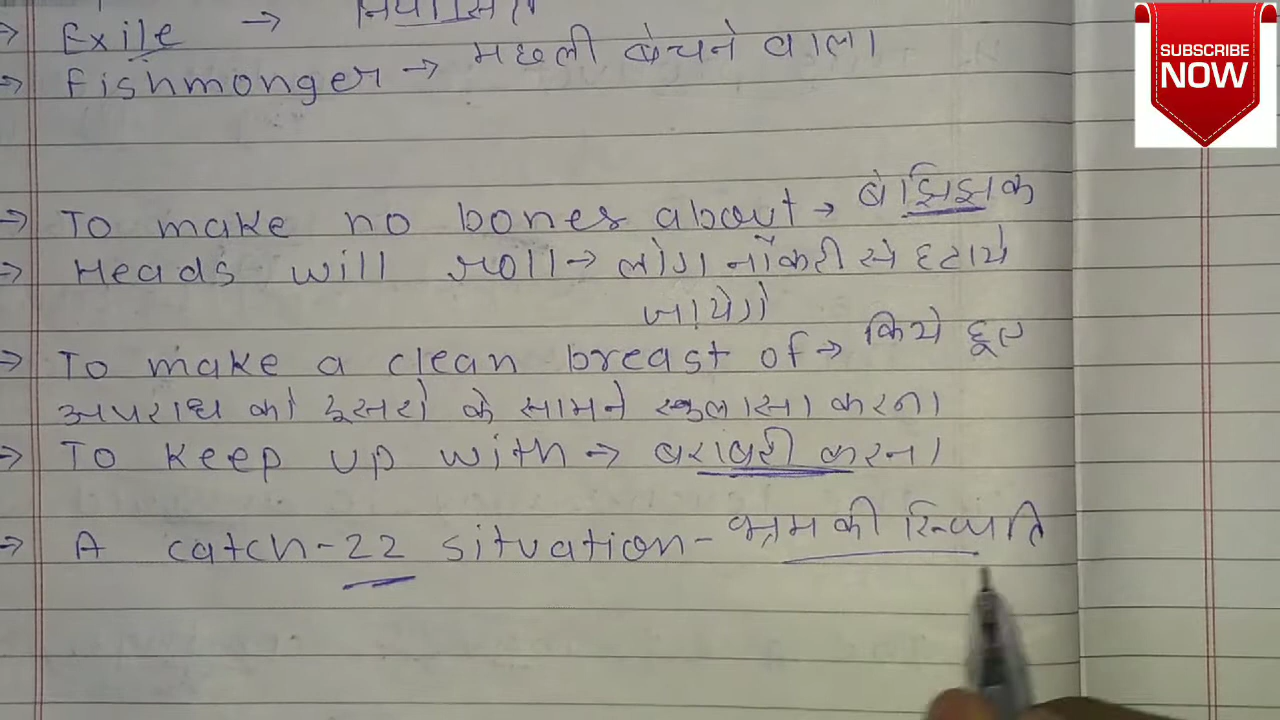 → Exile → निर्वासित
→ Fishmonger → मछली बेचने वाला
→ To make no bones about → बेझिझक
→ Heads will roll → लोग नौकरी से हटाये
जायेगे
→ To make a clean breast of → किये हुए
अपराध को दूसरो के सामने खुलासा करना
→ To keep up with → बराबरी करना
→ A catch-22 situation - भ्रम की स्थिति
SUBSCRIBE
NOW